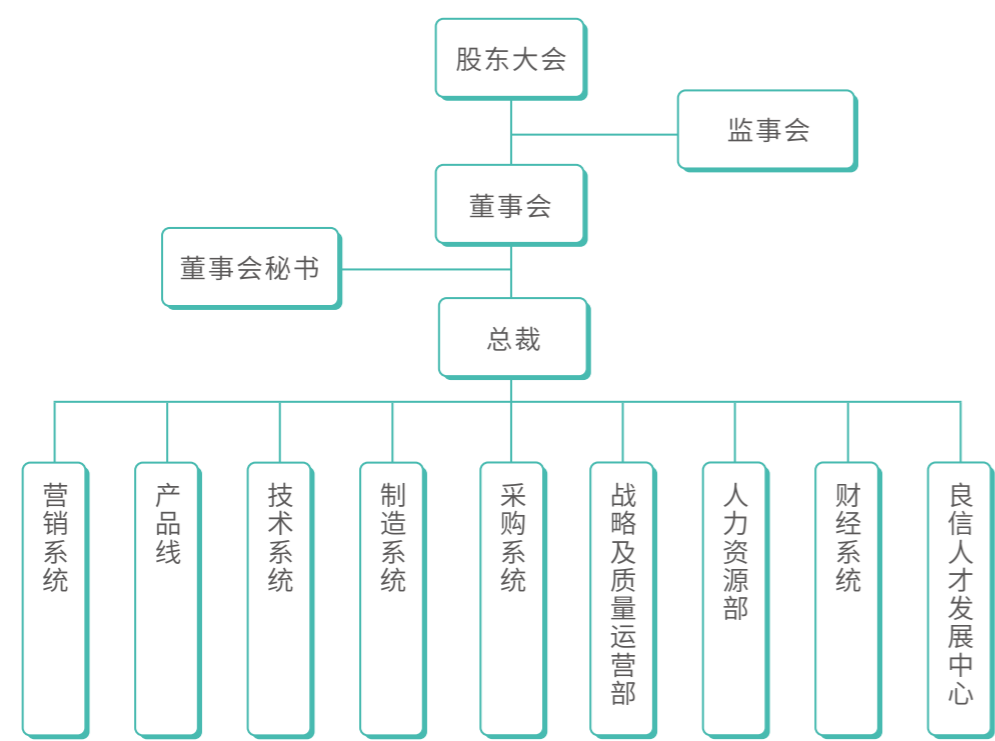 股东大会
监事会
董事会
董事会秘书
总裁
营销系统
产品线
技术系统
制造系统
采购系统
战略及质量运营部
人力资源部
财经系统
良信人才发展中心